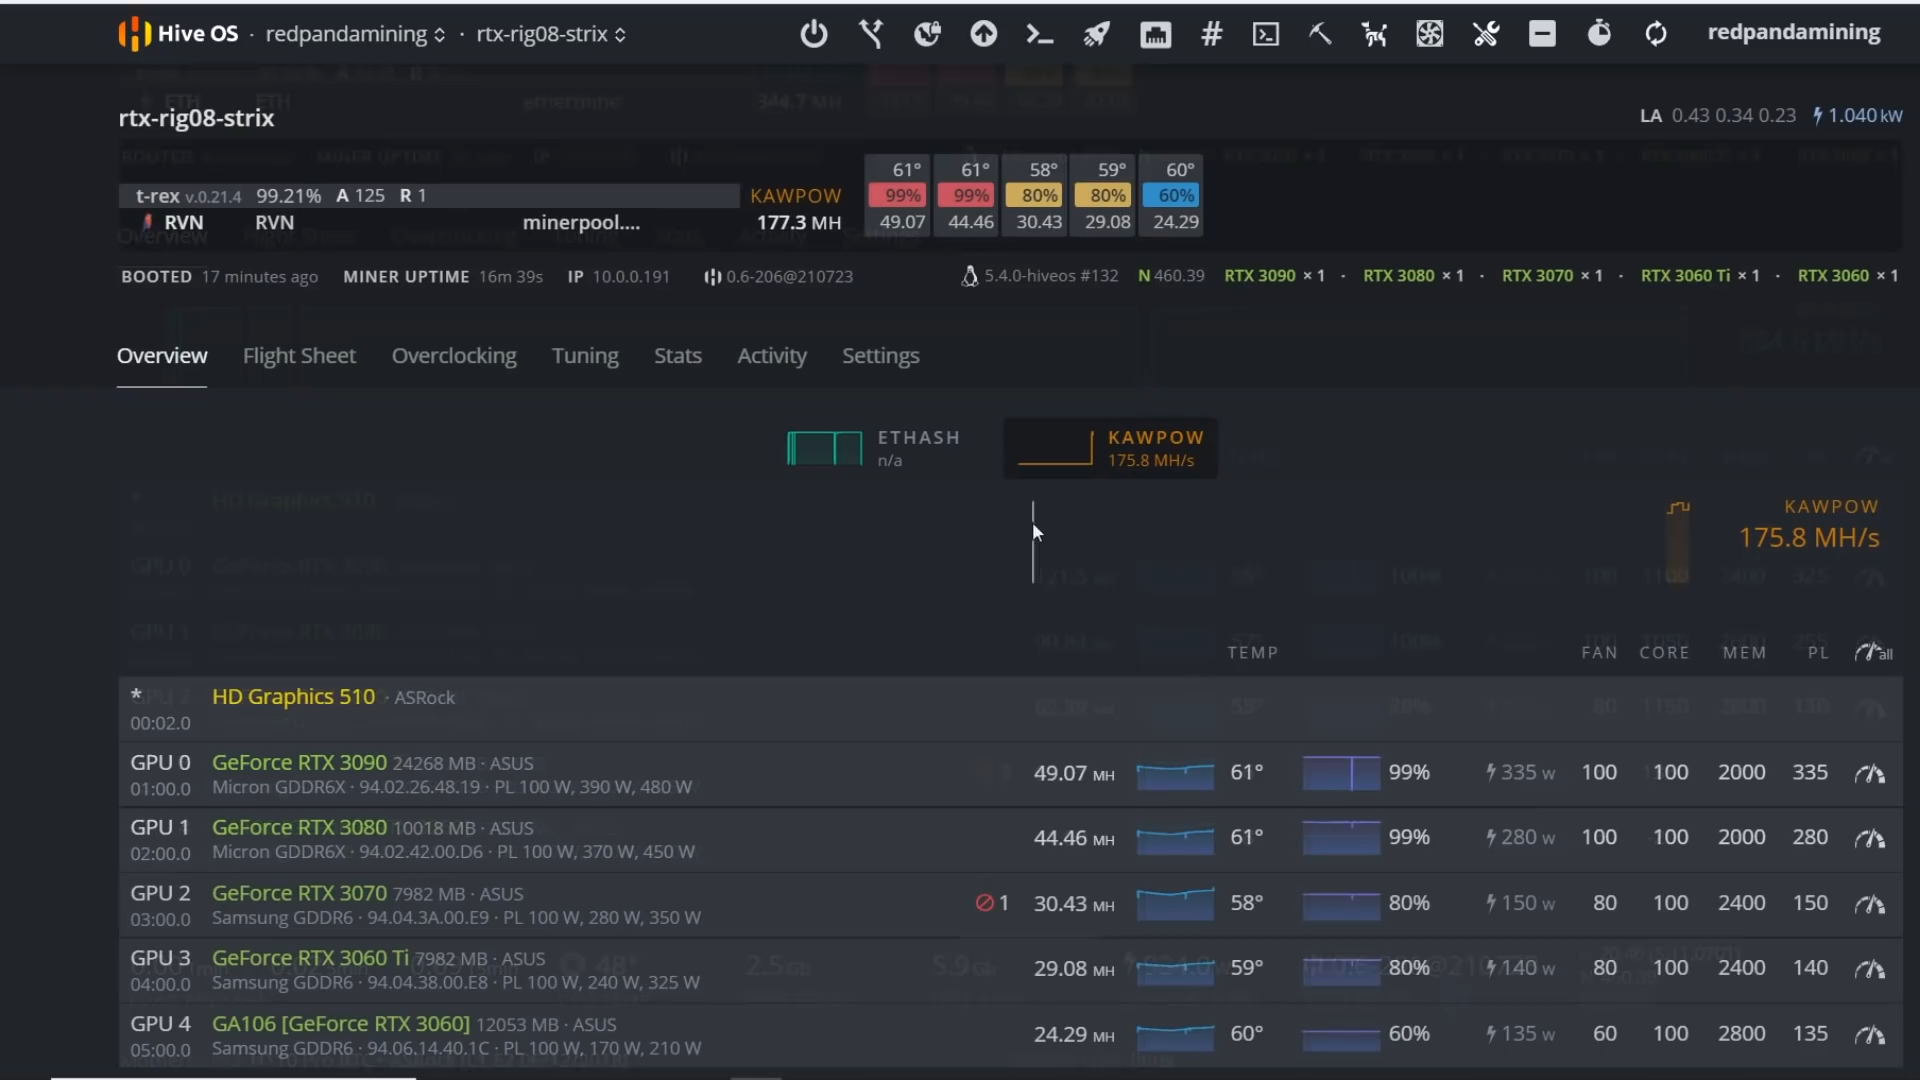 Hive OS · redpandamining · rtx-rig08-strix redpandamining
rtx-rig08-strix LA 0.43 0.34 0.23 1.040 kW
61° 61° 58° 59° 60°
t-rex v.0.21.4 99.21% A 125 R 1 KAWPOW 99% 99% 80% 80% 60%
RVN RVN minerpool.... 177.3 MH 49.07 44.46 30.43 29.08 24.29
BOOTED 17 minutes ago MINER UPTIME 16m 39s IP 10.0.0.191 0.6-206@210723 5.4.0-hiveos #132 N 460.39 RTX 3090 × 1 · RTX 3080 × 1 · RTX 3070 × 1 · RTX 3060 Ti × 1 · RTX 3060 × 1
Overview Flight Sheet Overclocking Tuning Stats Activity Settings
ETHASH KAWPOW
n/a 175.8 MH/s
KAWPOW
175.8 MH/s
TEMP FAN CORE MEM PL all
* HD Graphics 510 · ASRock
00:02.0
GPU 0 GeForce RTX 3090 24268 MB · ASUS 49.07 MH 61° 99% 335 W 100 100 2000 335
01:00.0 Micron GDDR6X · 94.02.26.48.19 · PL 100 W, 390 W, 480 W
GPU 1 GeForce RTX 3080 10018 MB · ASUS 44.46 MH 61° 99% 280 W 100 100 2000 280
02:00.0 Micron GDDR6X · 94.02.42.00.D6 · PL 100 W, 370 W, 450 W
GPU 2 GeForce RTX 3070 7982 MB · ASUS 1 30.43 MH 58° 80% 150 W 80 100 2400 150
03:00.0 Samsung GDDR6 · 94.04.3A.00.E9 · PL 100 W, 280 W, 350 W
GPU 3 GeForce RTX 3060 Ti 7982 MB · ASUS 29.08 MH 59° 80% 140 W 80 100 2400 140
04:00.0 Samsung GDDR6 · 94.04.38.00.E8 · PL 100 W, 240 W, 325 W
GPU 4 GA106 [GeForce RTX 3060] 12053 MB · ASUS 24.29 MH 60° 60% 135 W 60 100 2800 135
05:00.0 Samsung GDDR6 · 94.06.14.40.1C · PL 100 W, 170 W, 210 W